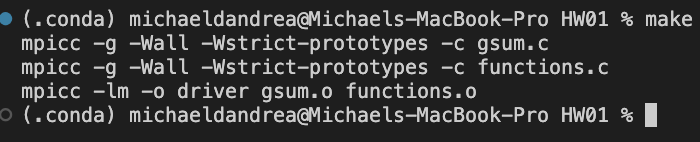 (.conda) michaeldandrea@Michaels-MacBook-Pro HW01 % make
mpicc -g -Wall -Wstrict-prototypes -c gsum.c
mpicc -g -Wall -Wstrict-prototypes -c functions.c
mpicc -lm -o driver gsum.o functions.o
(.conda) michaeldandrea@Michaels-MacBook-Pro HW01 %